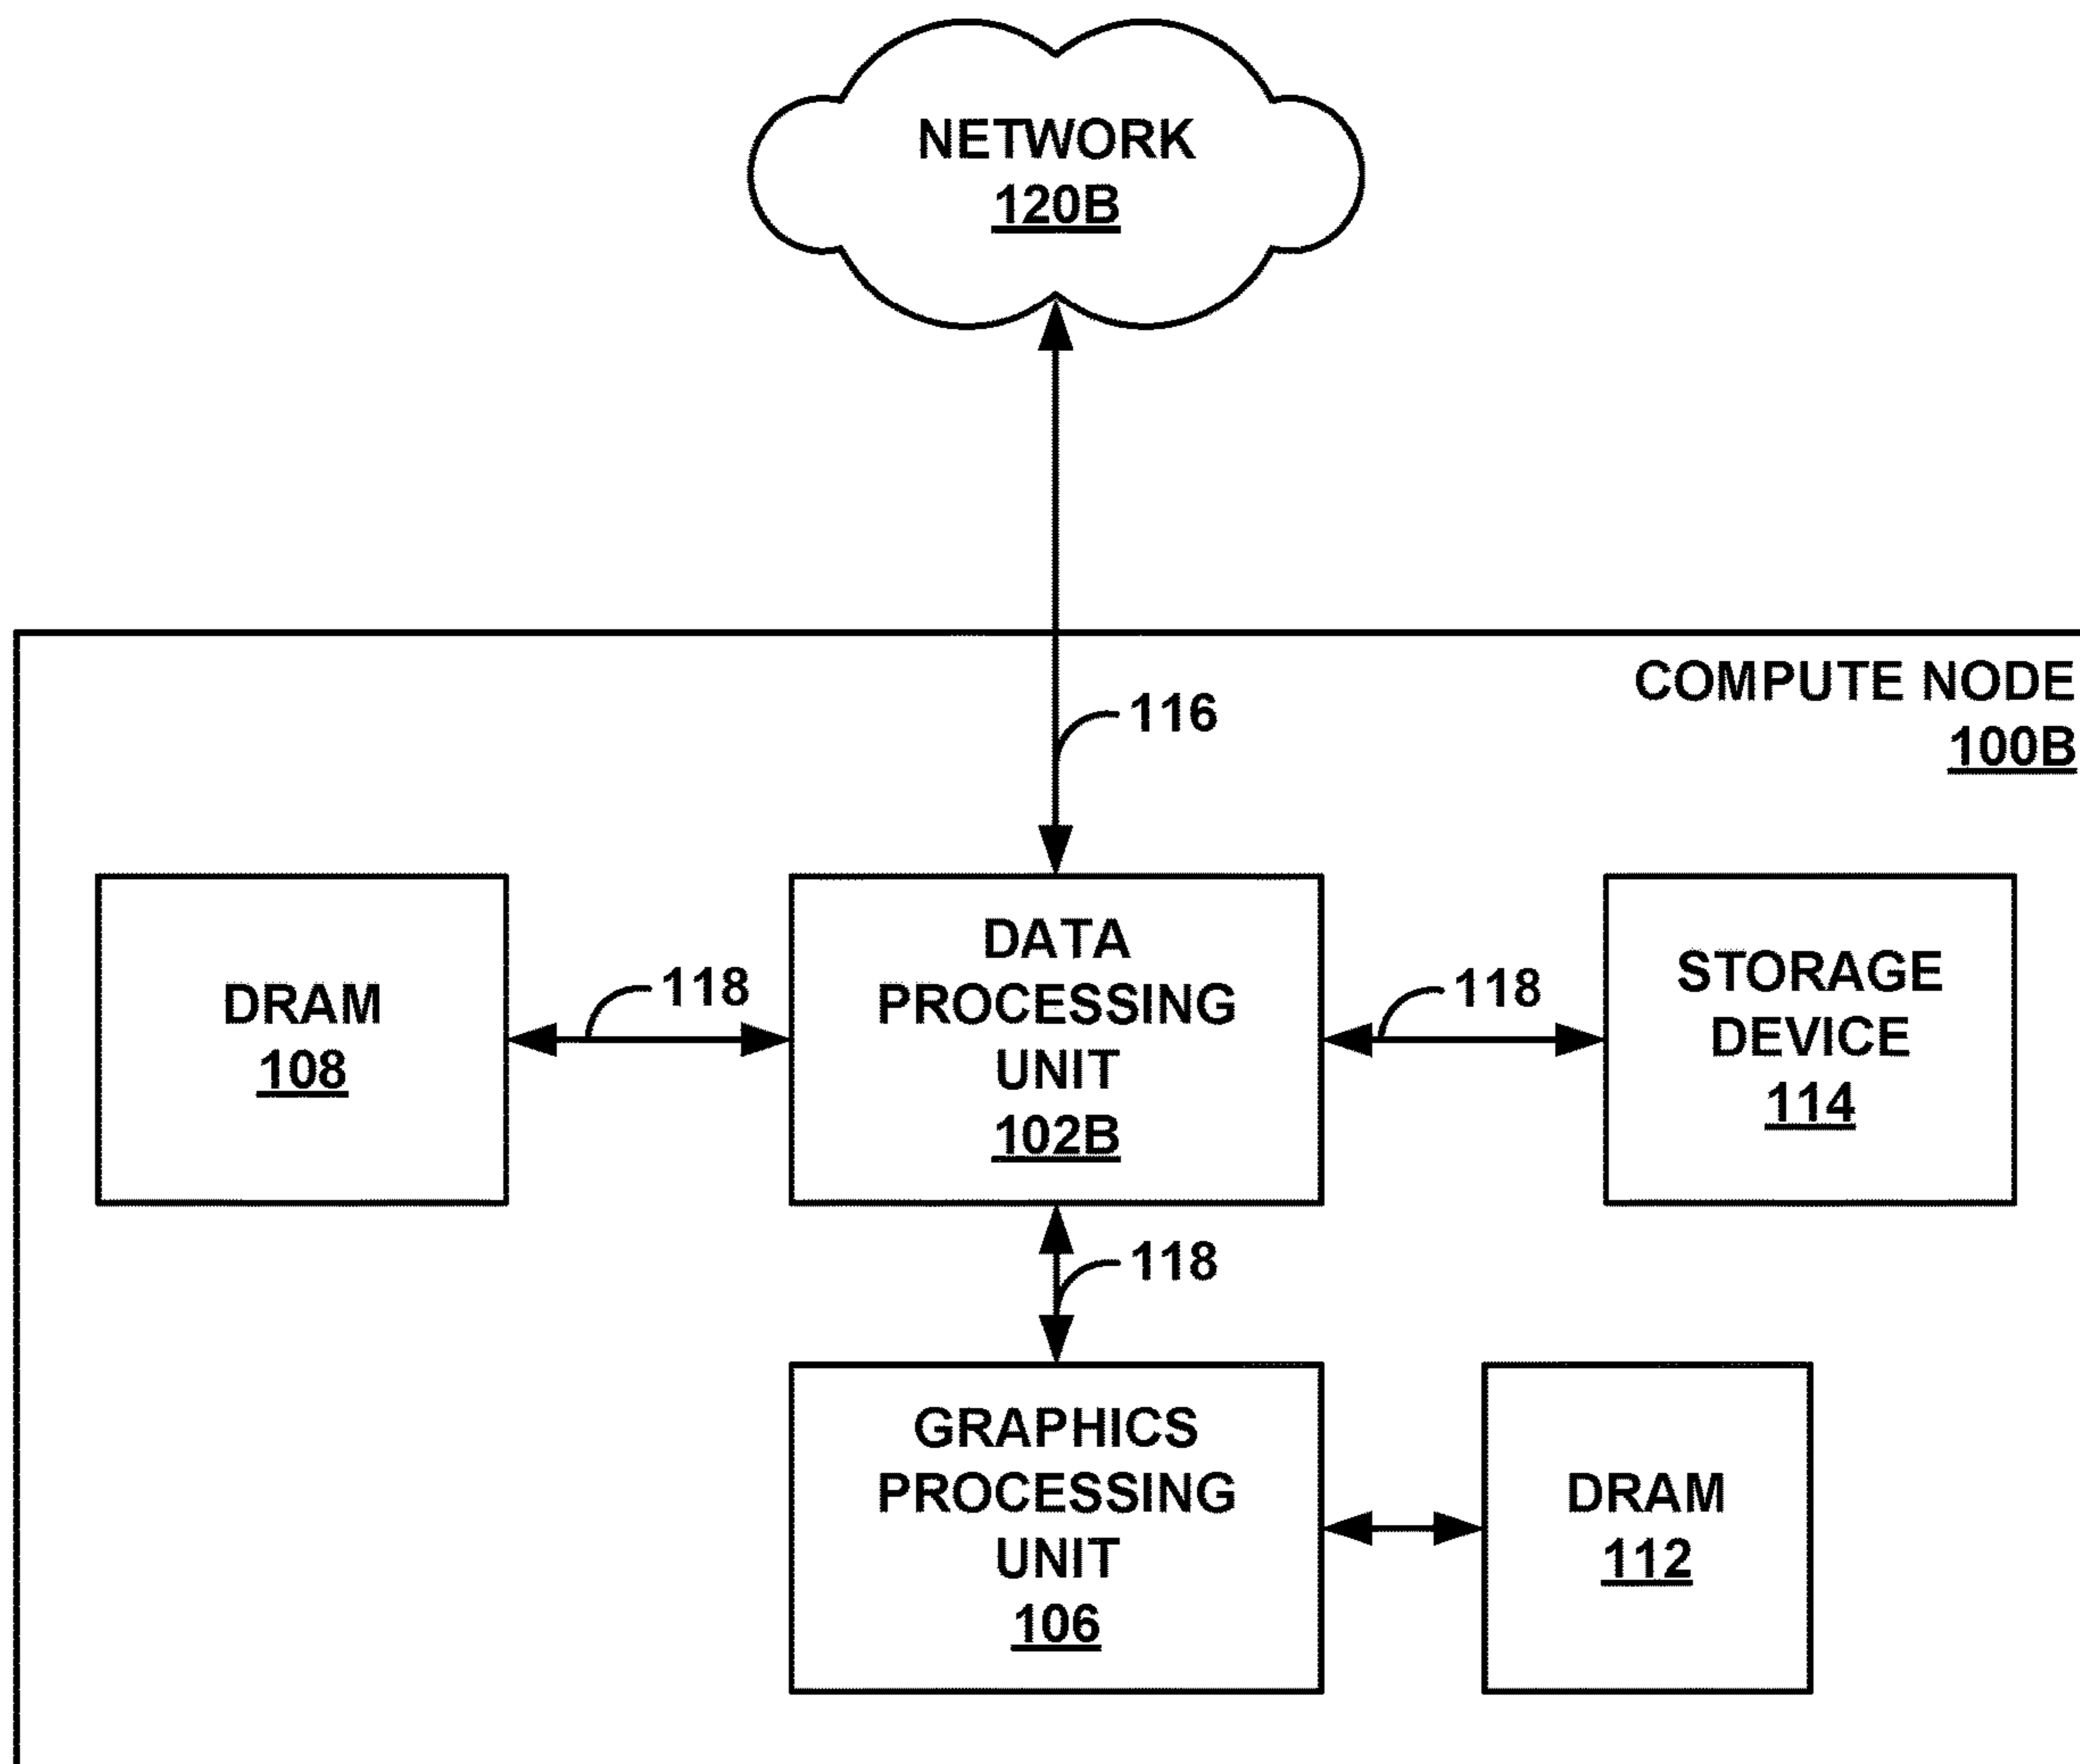 NETWORK
120B
COMPUTE NODE
100B
116
DRAM
108
118
DATA
PROCESSING
UNIT
102B
118
STORAGE
DEVICE
114
118
GRAPHICS
PROCESSING
UNIT
106
DRAM
112